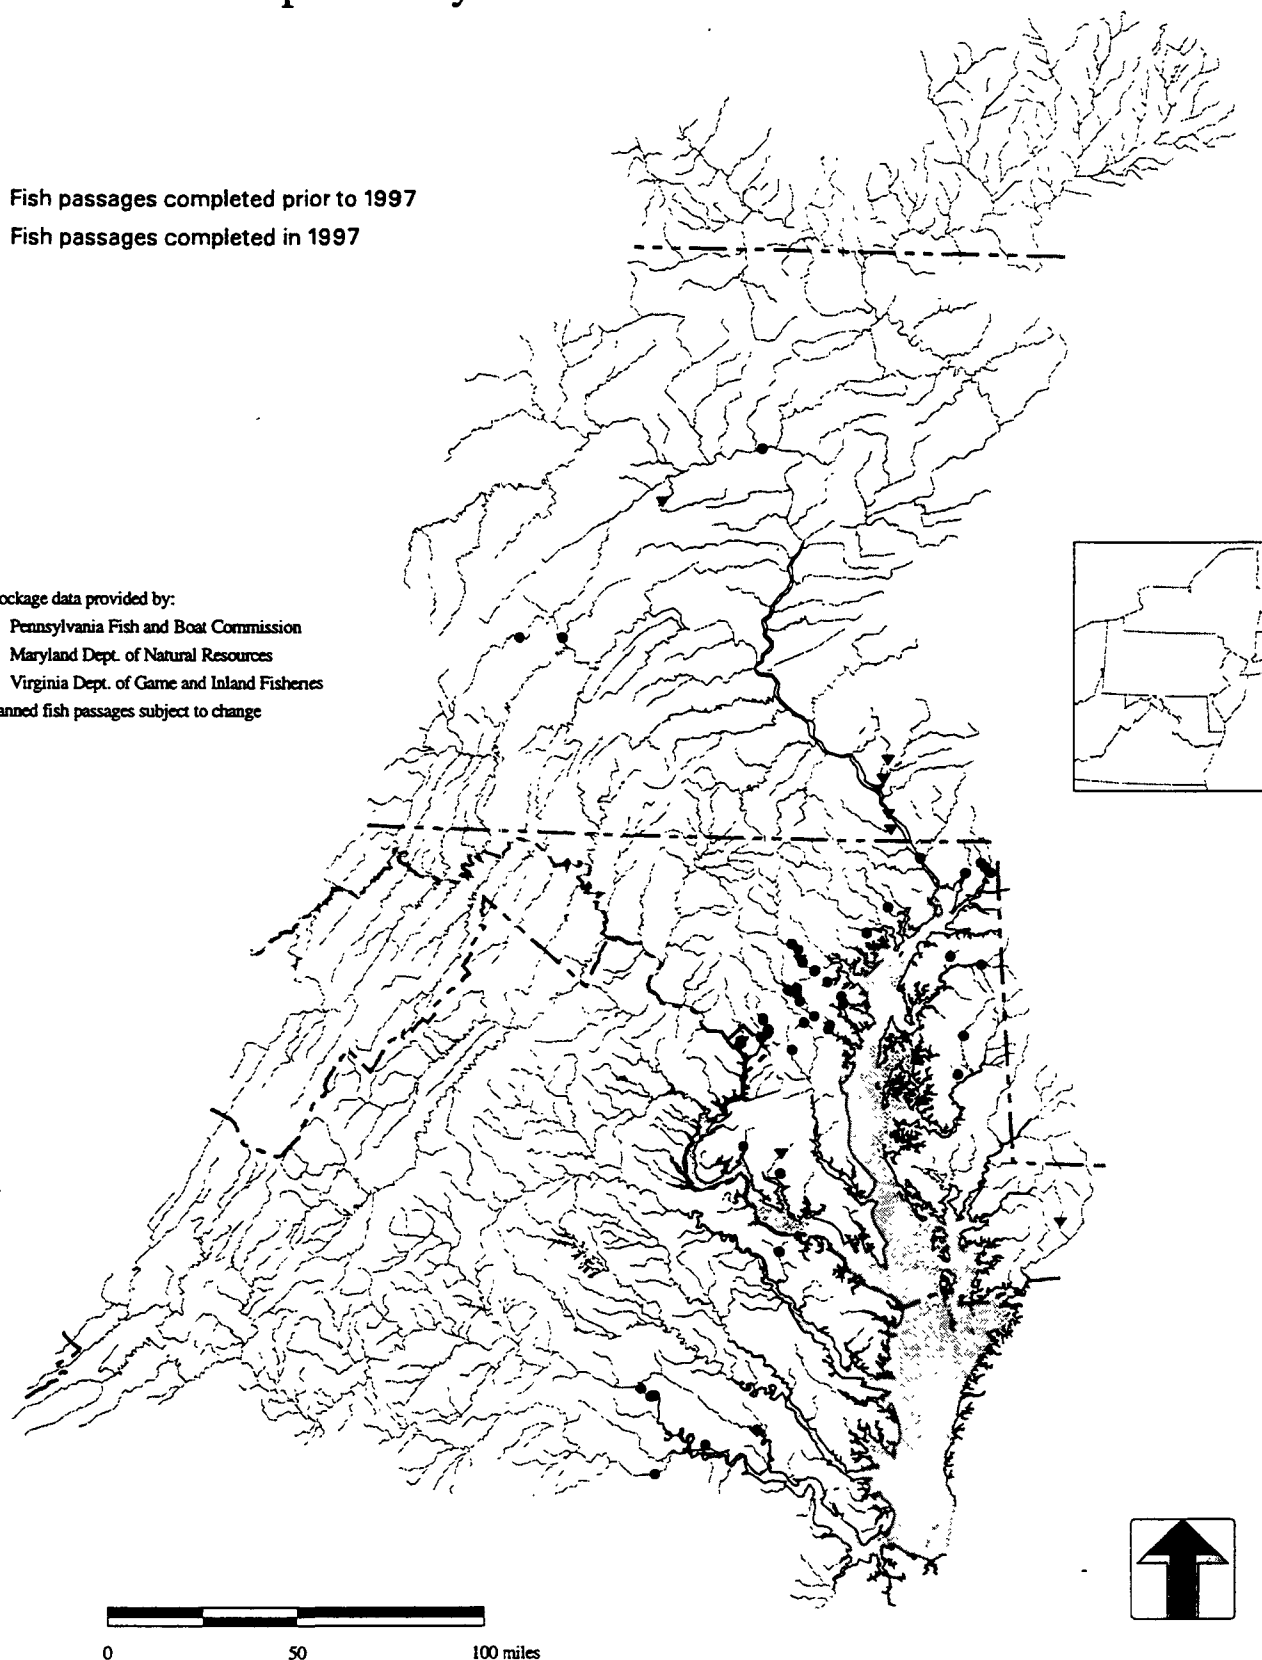 Fish passages completed prior to 1997
Fish passages completed in 1997
ockage data provided by:
Pennsylvania Fish and Boat Commission
Maryland Dept. of Natural Resources
Virginia Dept. of Game and Inland Fisheries
anned fish passages subject to change
0 50 100 miles